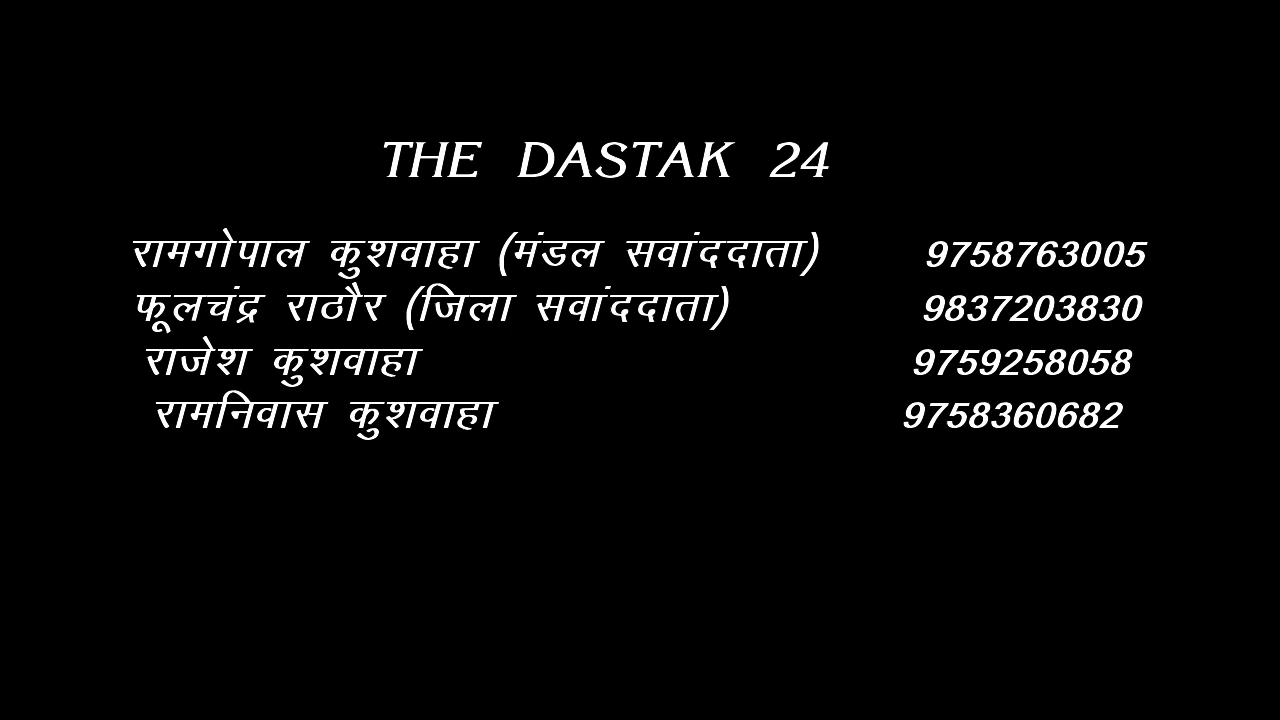 THE DASTAK 24
रामगोपाल कुशवाहा (मंडल सवांददाता) 9758763005
फूलचंद्र राठौर (जिला सवांददाता) 9837203830
राजेश कुशवाहा 9759258058
रामनिवास कुशवाहा 9758360682